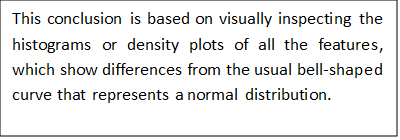 This conclusion is based on visually inspecting the
histograms or density plots of all the features,
which show differences from the usual bell-shaped
curve that represents a normal distribution.